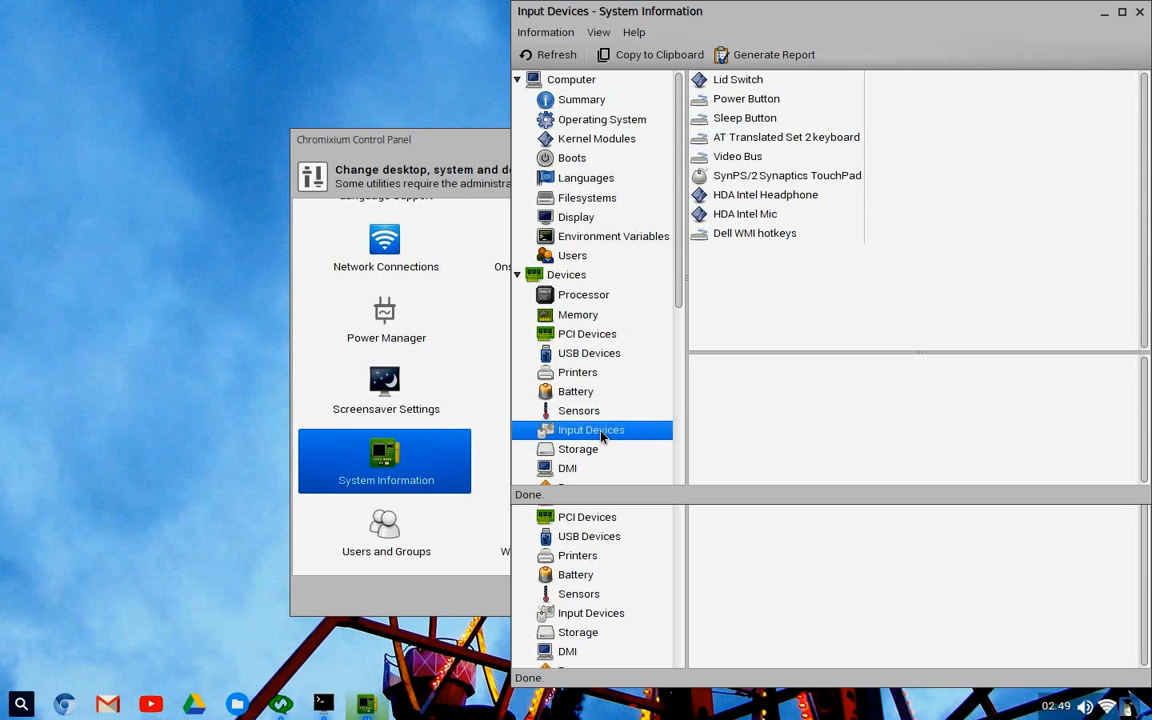 Input Devices - System Information
Information View Help
Refresh Copy to Clipboard Generate Report
Computer
Summary
Operating System
Kernel Modules
Boots
Languages
Filesystems
Display
Environment Variables
Users
Devices
Processor
Memory
PCI Devices
USB Devices
Printers
Battery
Sensors
Input Devices
Storage
DMI
Done.
Lid Switch
Power Button
Sleep Button
AT Translated Set 2 keyboard
Video Bus
SynPS/2 Synaptics TouchPad
HDA Intel Headphone
HDA Intel Mic
Dell WMI hotkeys
PCI Devices
USB Devices
Printers
Battery
Sensors
Input Devices
Storage
DMI
Done.
Chromixium Control Panel
Change desktop, system and de
Some utilities require the administra
Language Support
Network Connections
Ons
Power Manager
Screensaver Settings
System Information
Users and Groups
W
02:49